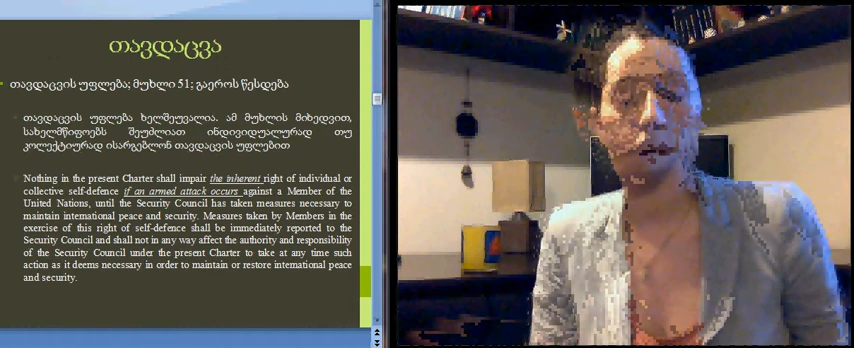 თავდაცვა
თავდაცვის უფლება; მუხლი 51; გაეროს წესდება
თავდაცვის უფლება ხელშეუვალია. ამ მუხლის მიხედვით,
სახელმწიფოებს შეუძლიათ ინდივიდუალურად თუ
კოლექტიურად ისარგებლონ თავდაცვის უფლებით
Nothing in the present Charter shall impair the inherent right of individual or
collective self-defence if an armed attack occurs against a Member of the
United Nations, until the Security Council has taken measures necessary to
maintain international peace and security. Measures taken by Members in the
exercise of this right of self-defence shall be immediately reported to the
Security Council and shall not in any way affect the authority and responsibility
of the Security Council under the present Charter to take at any time such
action as it deems necessary in order to maintain or restore international peace
and security.